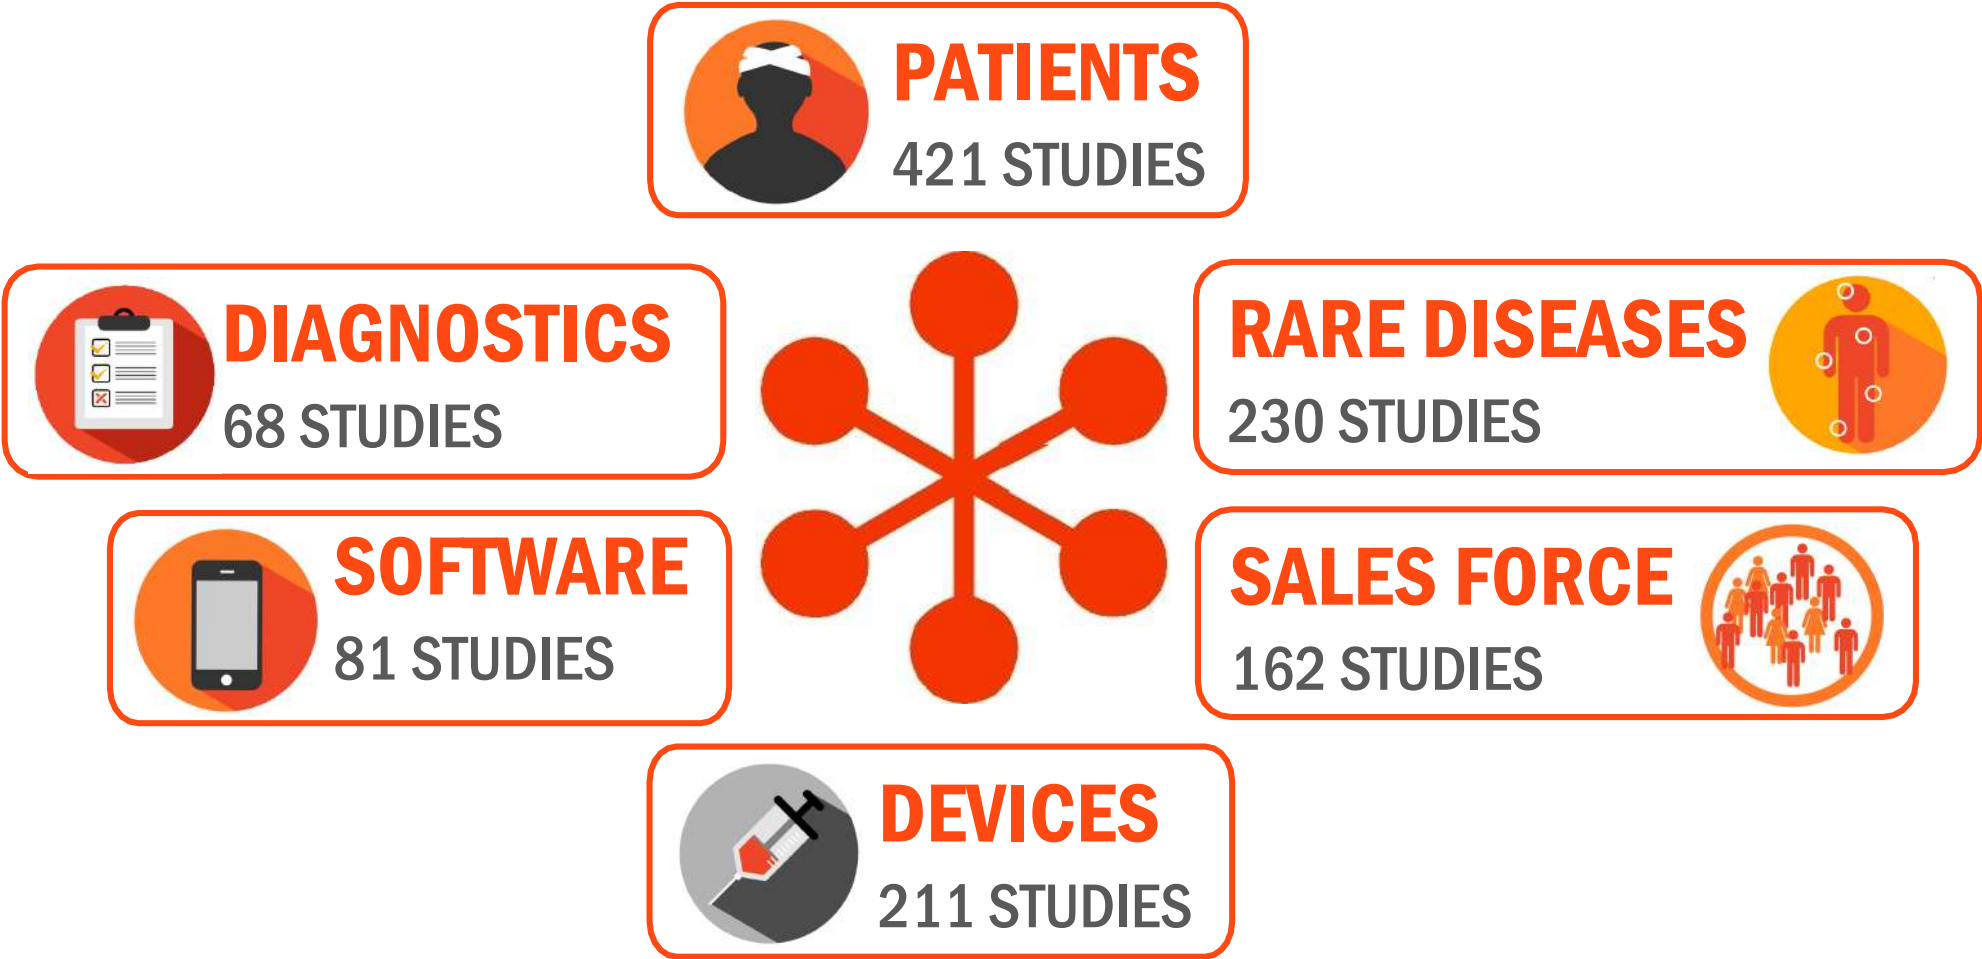 PATIENTS
421 STUDIES
DIAGNOSTICS
68 STUDIES
RARE DISEASES
230 STUDIES
SOFTWARE
81 STUDIES
SALES FORCE
162 STUDIES
DEVICES
211 STUDIES